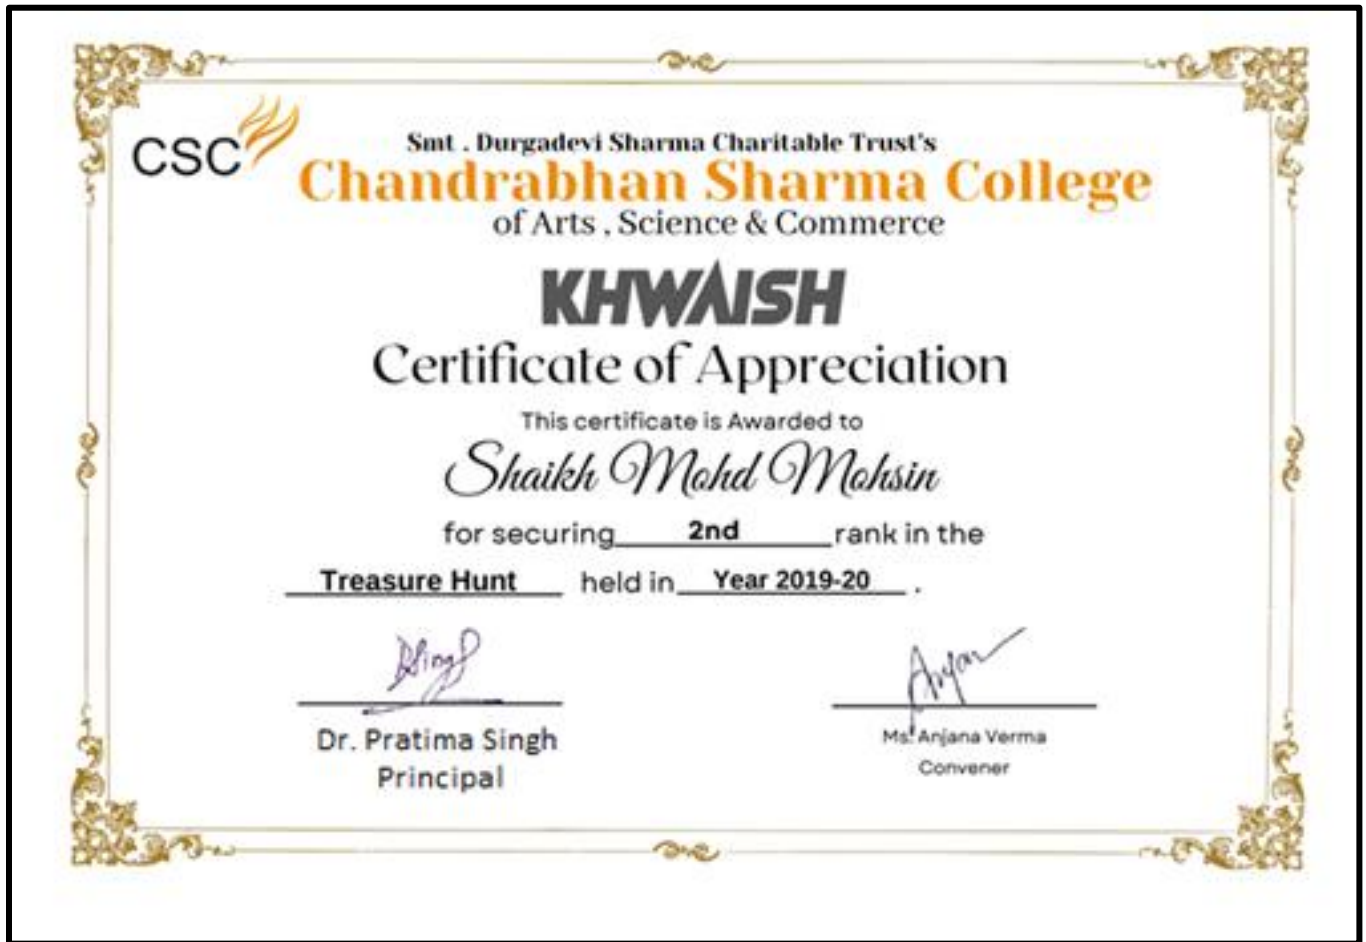 CSC
Smt . Durgadevi Sharma Charitable Trust's
Chandrabhan Sharma College
of Arts , Science & Commerce
KHWAISH
Certificate of Appreciation
This certificate is Awarded to
Shaikh Mohd Mohsin
for securing 2nd rank in the
Treasure Hunt held in Year 2019-20 .
Dr. Pratima Singh
Principal
Ms. Anjana Verma
Convener